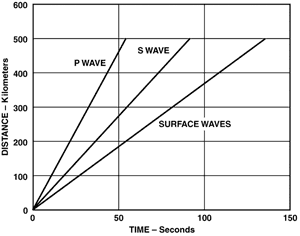 600
500
400
300
200
100
0
DISTANCE – Kilometers
P WAVE
S WAVE
SURFACE WAVES
0
50
100
150
TIME – Seconds